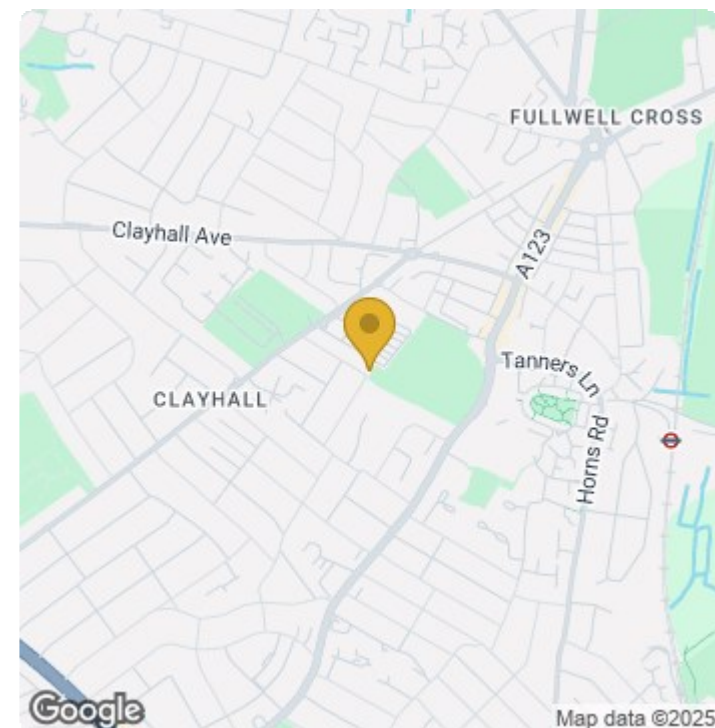 FULLWELL CROSS
Clayhall Ave
A123
Tanners Ln
CLAYHALL
Horns Rd
Google
Map data ©2025